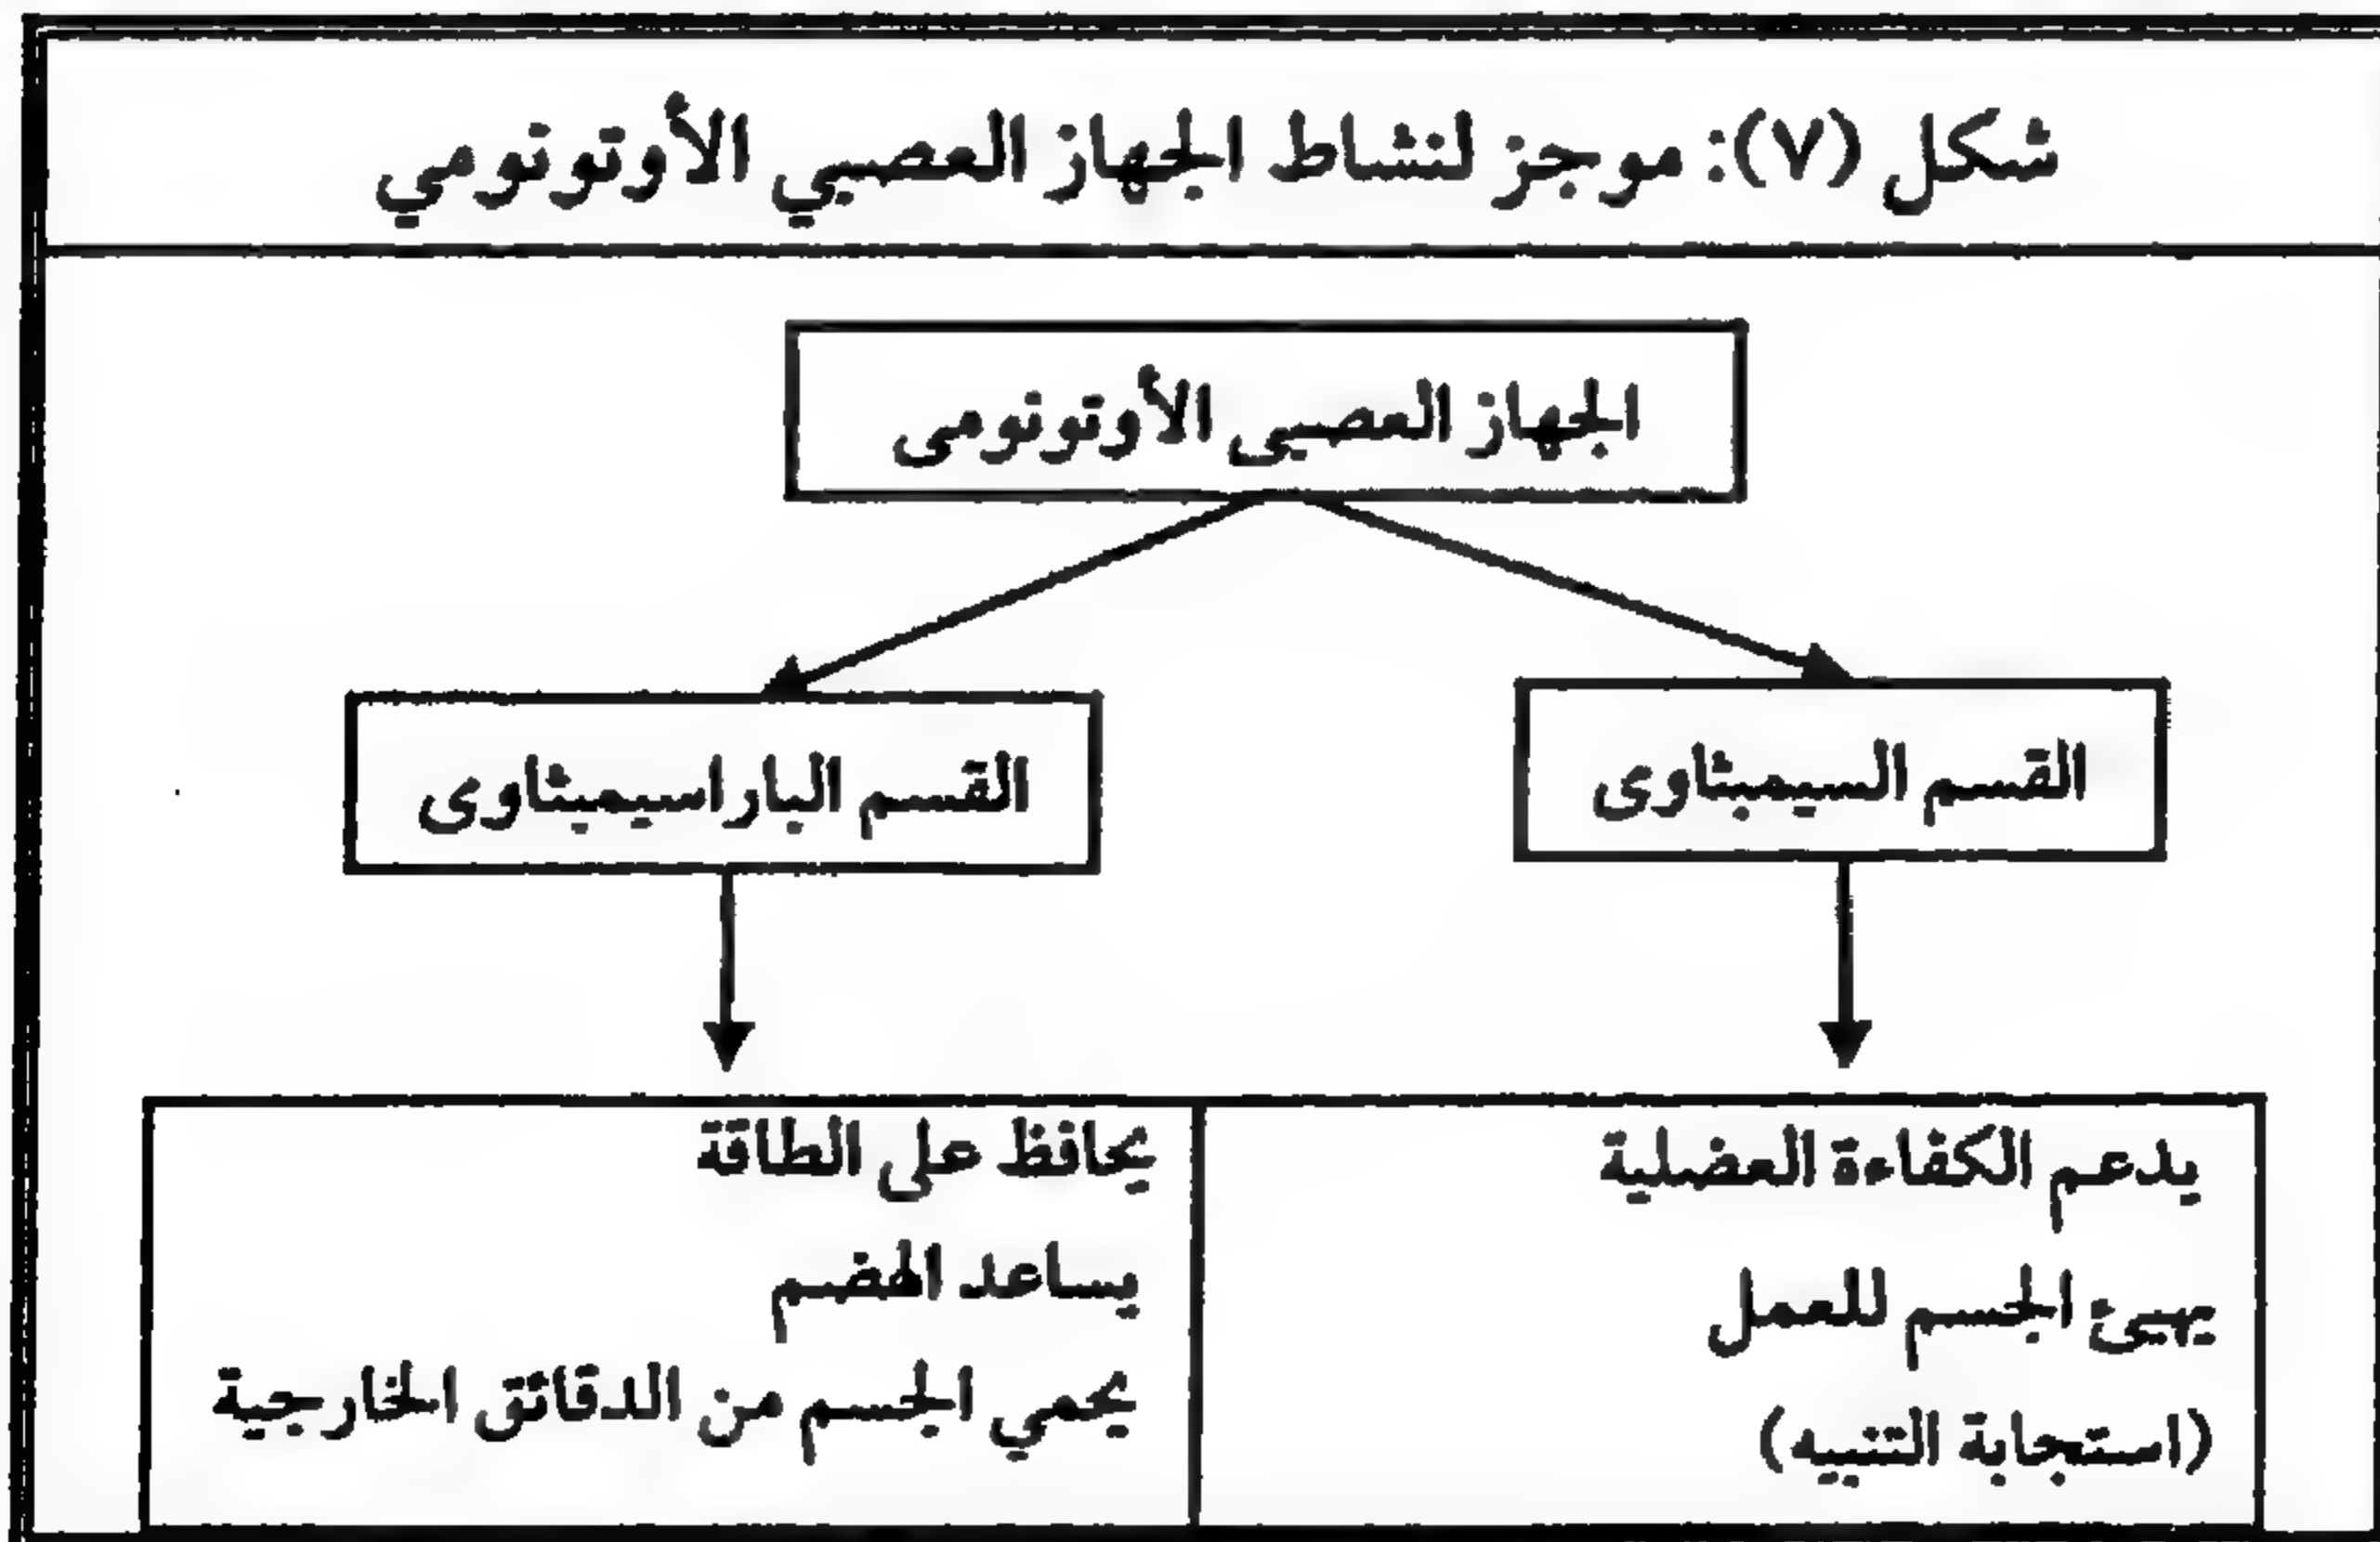 شكل (٧): موجز لنشاط الجهاز العصبي الأوتونومي
الجهاز العصبى الأوتونومى
القسم السيمبثاوى
القسم الباراسيمبثاوى
يدعم الكفاءة العضلية
يهيئ الجسم للعمل
(استجابة التنبيه)
يحافظ على الطاقة
يساعد الهضم
يحمي الجسم من الدقائق الخارجية